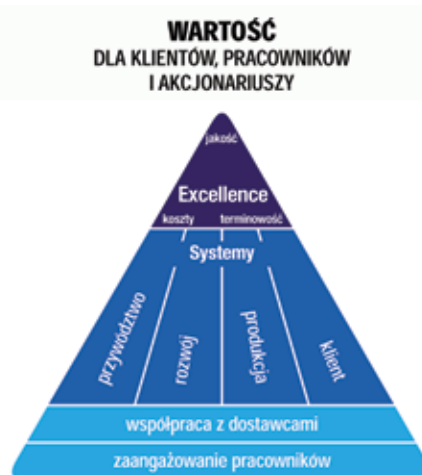 WARTOŚĆ
DLA KLIENTÓW, PRACOWNIKÓW
I AKCJONARIUSZY
jakość
Excellence
koszty terminowość
Systemy
przywództwo
rozwój
produkcja
klient
współpraca z dostawcami
zaangażowanie pracowników